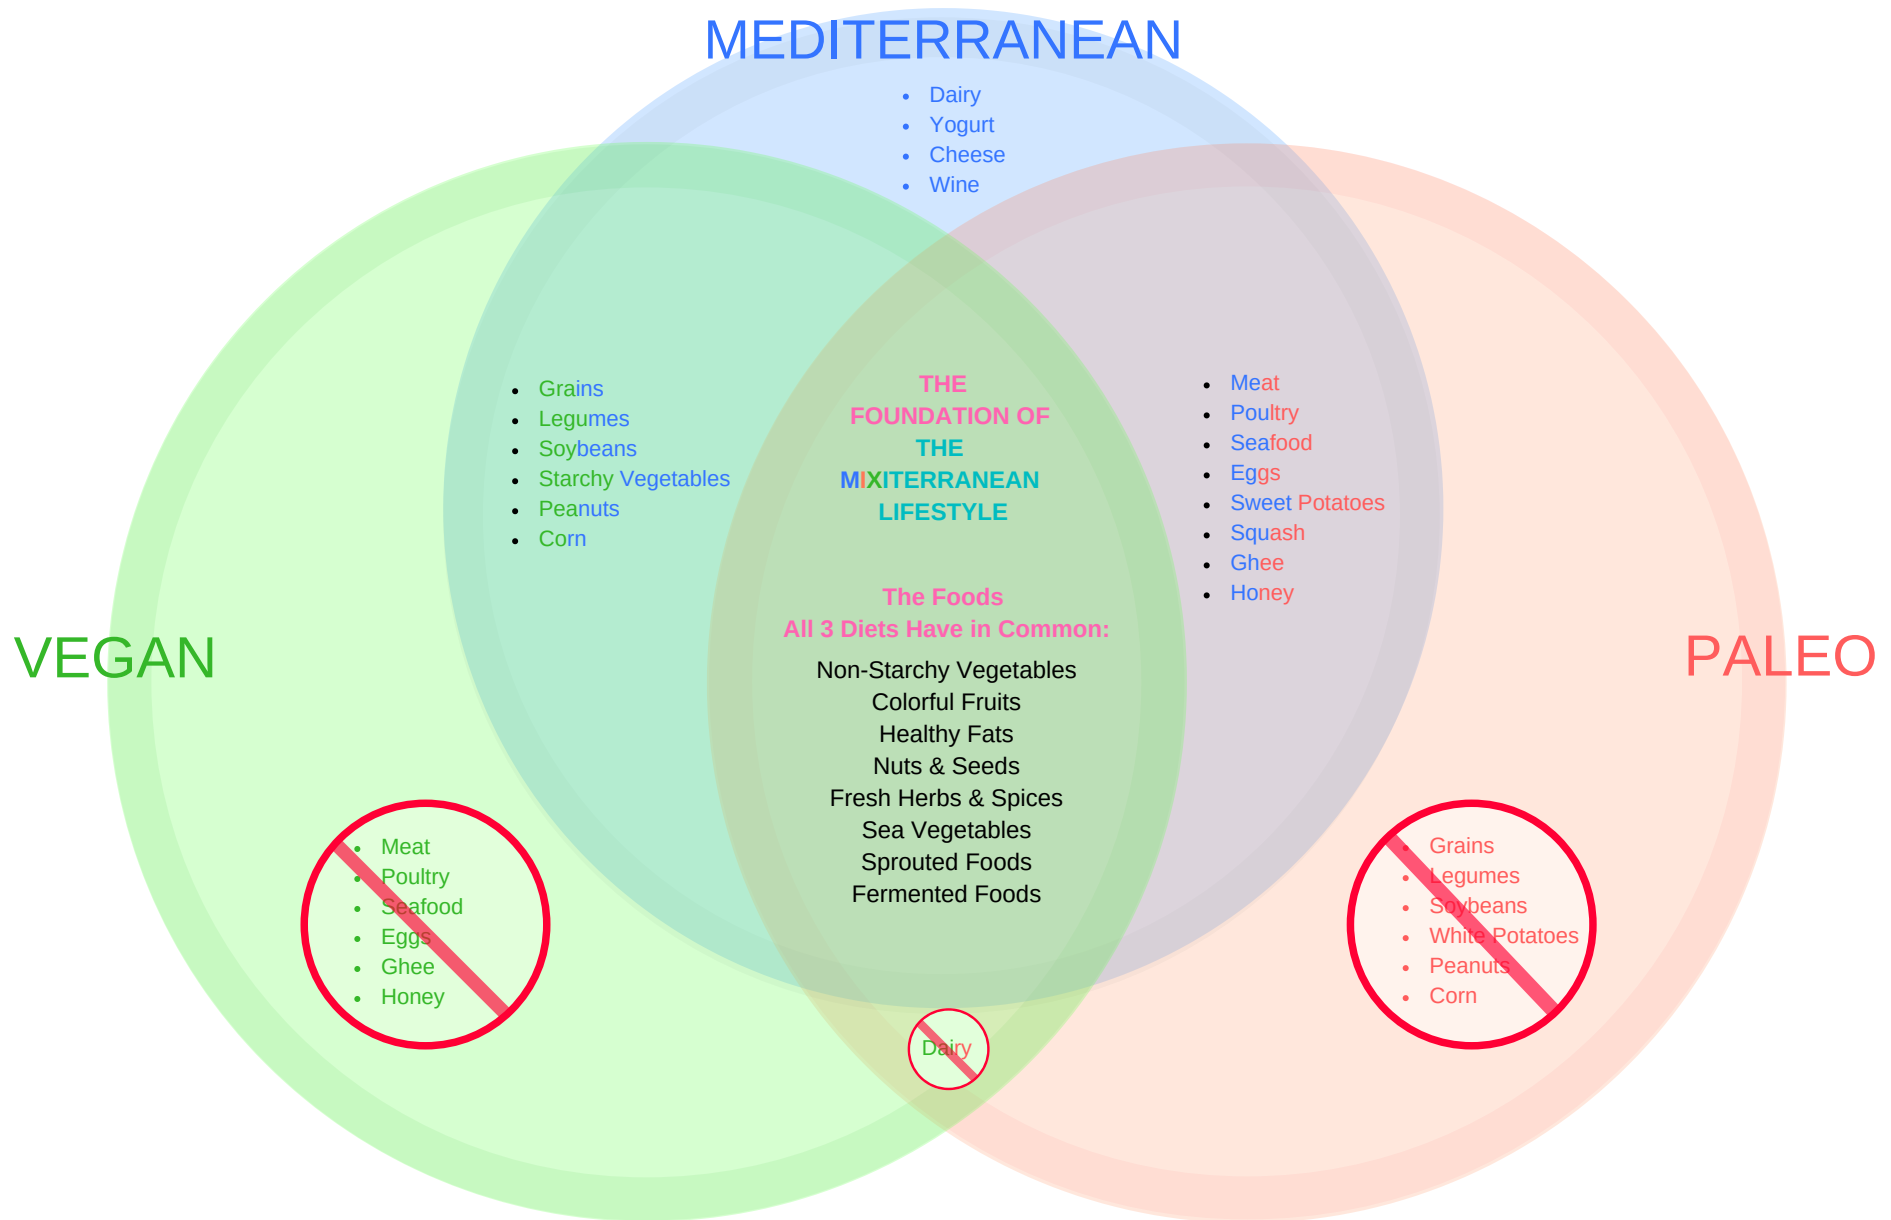 MEDITERRANEAN
Dairy
Yogurt
Cheese
Wine
Grains
Legumes
Soybeans
Starchy Vegetables
Peanuts
Corn
THE
FOUNDATION OF
THE
MIXITERRANEAN
LIFESTYLE
Meat
Poultry
Seafood
Eggs
Sweet Potatoes
Squash
Ghee
Honey
The Foods
All 3 Diets Have in Common:
Non-Starchy Vegetables
Colorful Fruits
Healthy Fats
Nuts & Seeds
Fresh Herbs & Spices
Sea Vegetables
Sprouted Foods
Fermented Foods
VEGAN
PALEO
Meat
Poultry
Seafood
Eggs
Ghee
Honey
Dairy
Grains
Legumes
Soybeans
White Potatoes
Peanuts
Corn